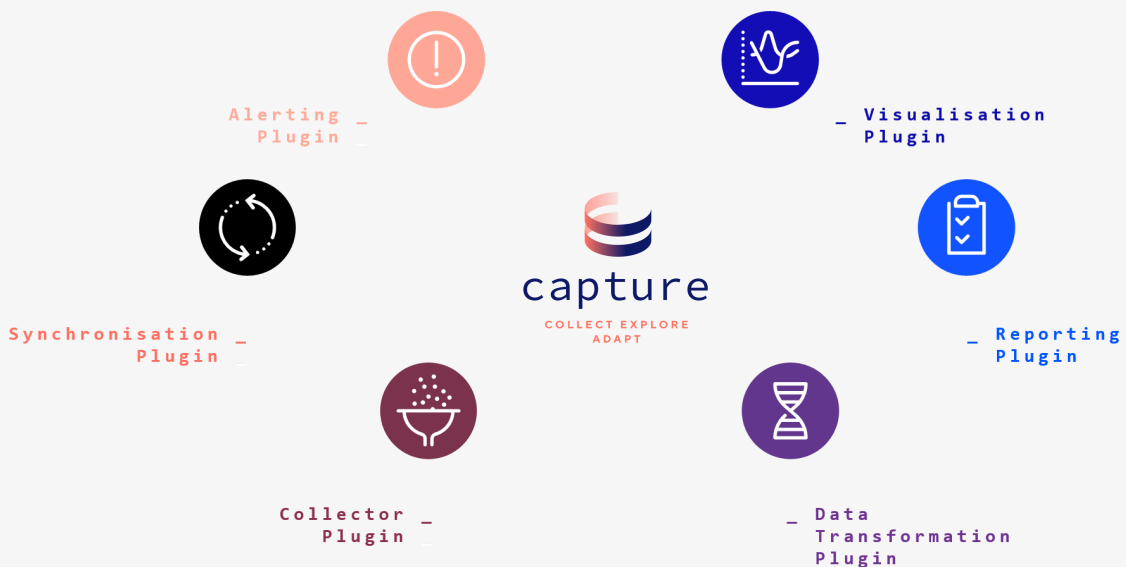 Alerting _
Plugin
_ Visualisation
Plugin
capture
COLLECT EXPLORE
ADAPT
Synchronisation _
Plugin
_ Reporting
Plugin
Collector _
Plugin
_ Data
Transformation
Plugin